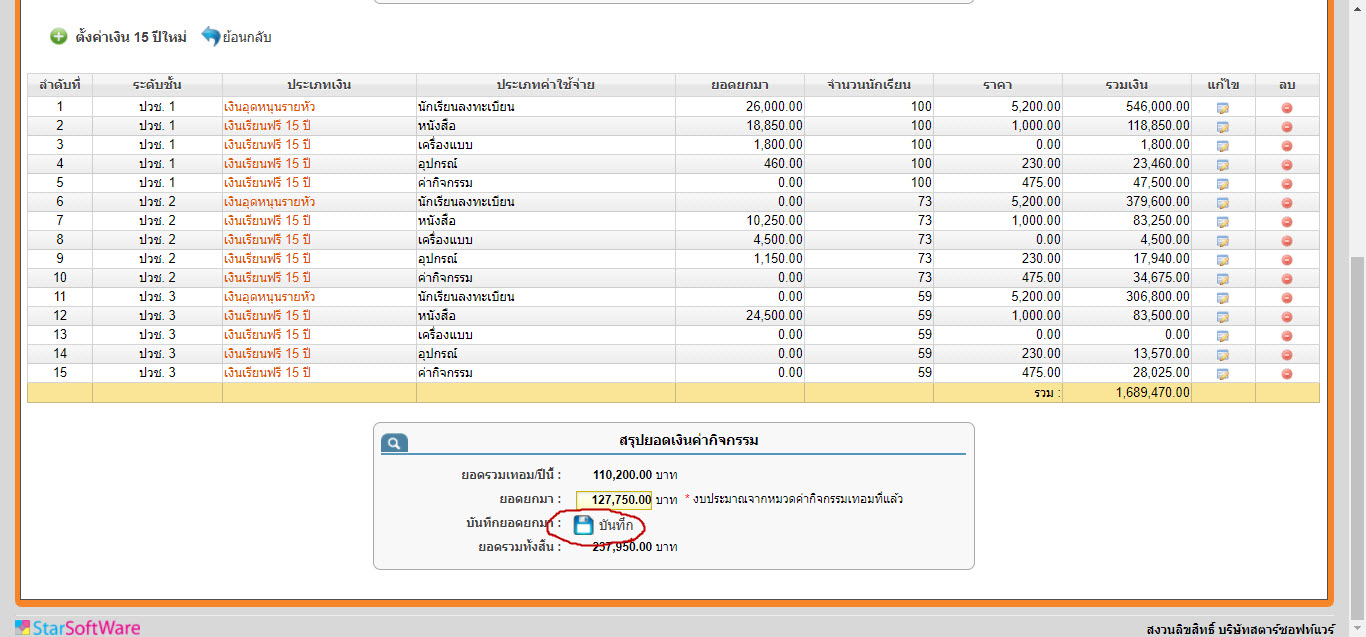 ตั้งค่าเงิน 15 ปีใหม่ ย้อนกลับ
ลำดับที่ ระดับชั้น ประเภทเงิน ประเภทค่าใช้จ่าย ยอดยกมา จำนวนนักเรียน ราคา รวมเงิน แก้ไข ลบ
1 ปวช. 1 เงินอุดหนุนรายหัว นักเรียนลงทะเบียน 26,000.00 100 5,200.00 546,000.00
2 ปวช. 1 เงินเรียนฟรี 15 ปี หนังสือ 18,850.00 100 1,000.00 118,850.00
3 ปวช. 1 เงินเรียนฟรี 15 ปี เครื่องแบบ 1,800.00 100 0.00 1,800.00
4 ปวช. 1 เงินเรียนฟรี 15 ปี อุปกรณ์ 460.00 100 230.00 23,460.00
5 ปวช. 1 เงินเรียนฟรี 15 ปี ค่ากิจกรรม 0.00 100 475.00 47,500.00
6 ปวช. 2 เงินอุดหนุนรายหัว นักเรียนลงทะเบียน 0.00 73 5,200.00 379,600.00
7 ปวช. 2 เงินเรียนฟรี 15 ปี หนังสือ 10,250.00 73 1,000.00 83,250.00
8 ปวช. 2 เงินเรียนฟรี 15 ปี เครื่องแบบ 4,500.00 73 0.00 4,500.00
9 ปวช. 2 เงินเรียนฟรี 15 ปี อุปกรณ์ 1,150.00 73 230.00 17,940.00
10 ปวช. 2 เงินเรียนฟรี 15 ปี ค่ากิจกรรม 0.00 73 475.00 34,675.00
11 ปวช. 3 เงินอุดหนุนรายหัว นักเรียนลงทะเบียน 0.00 59 5,200.00 306,800.00
12 ปวช. 3 เงินเรียนฟรี 15 ปี หนังสือ 24,500.00 59 1,000.00 83,500.00
13 ปวช. 3 เงินเรียนฟรี 15 ปี เครื่องแบบ 0.00 59 0.00 0.00
14 ปวช. 3 เงินเรียนฟรี 15 ปี อุปกรณ์ 0.00 59 230.00 13,570.00
15 ปวช. 3 เงินเรียนฟรี 15 ปี ค่ากิจกรรม 0.00 59 475.00 28,025.00
รวม : 1,689,470.00
สรุปยอดเงินค่ากิจกรรม
ยอดรวมเทอม/ปีนี้ : 110,200.00 บาท
ยอดยกมา : 127,750.00 บาท * งบประมาณจากหมวดค่ากิจกรรมเทอมที่แล้ว
บันทึกยอดยกมา : บันทึก
ยอดรวมทั้งสิ้น : 237,950.00 บาท
StarSoftWare สงวนลิขสิทธิ์ บริษัทสตาร์ซอฟท์แวร์